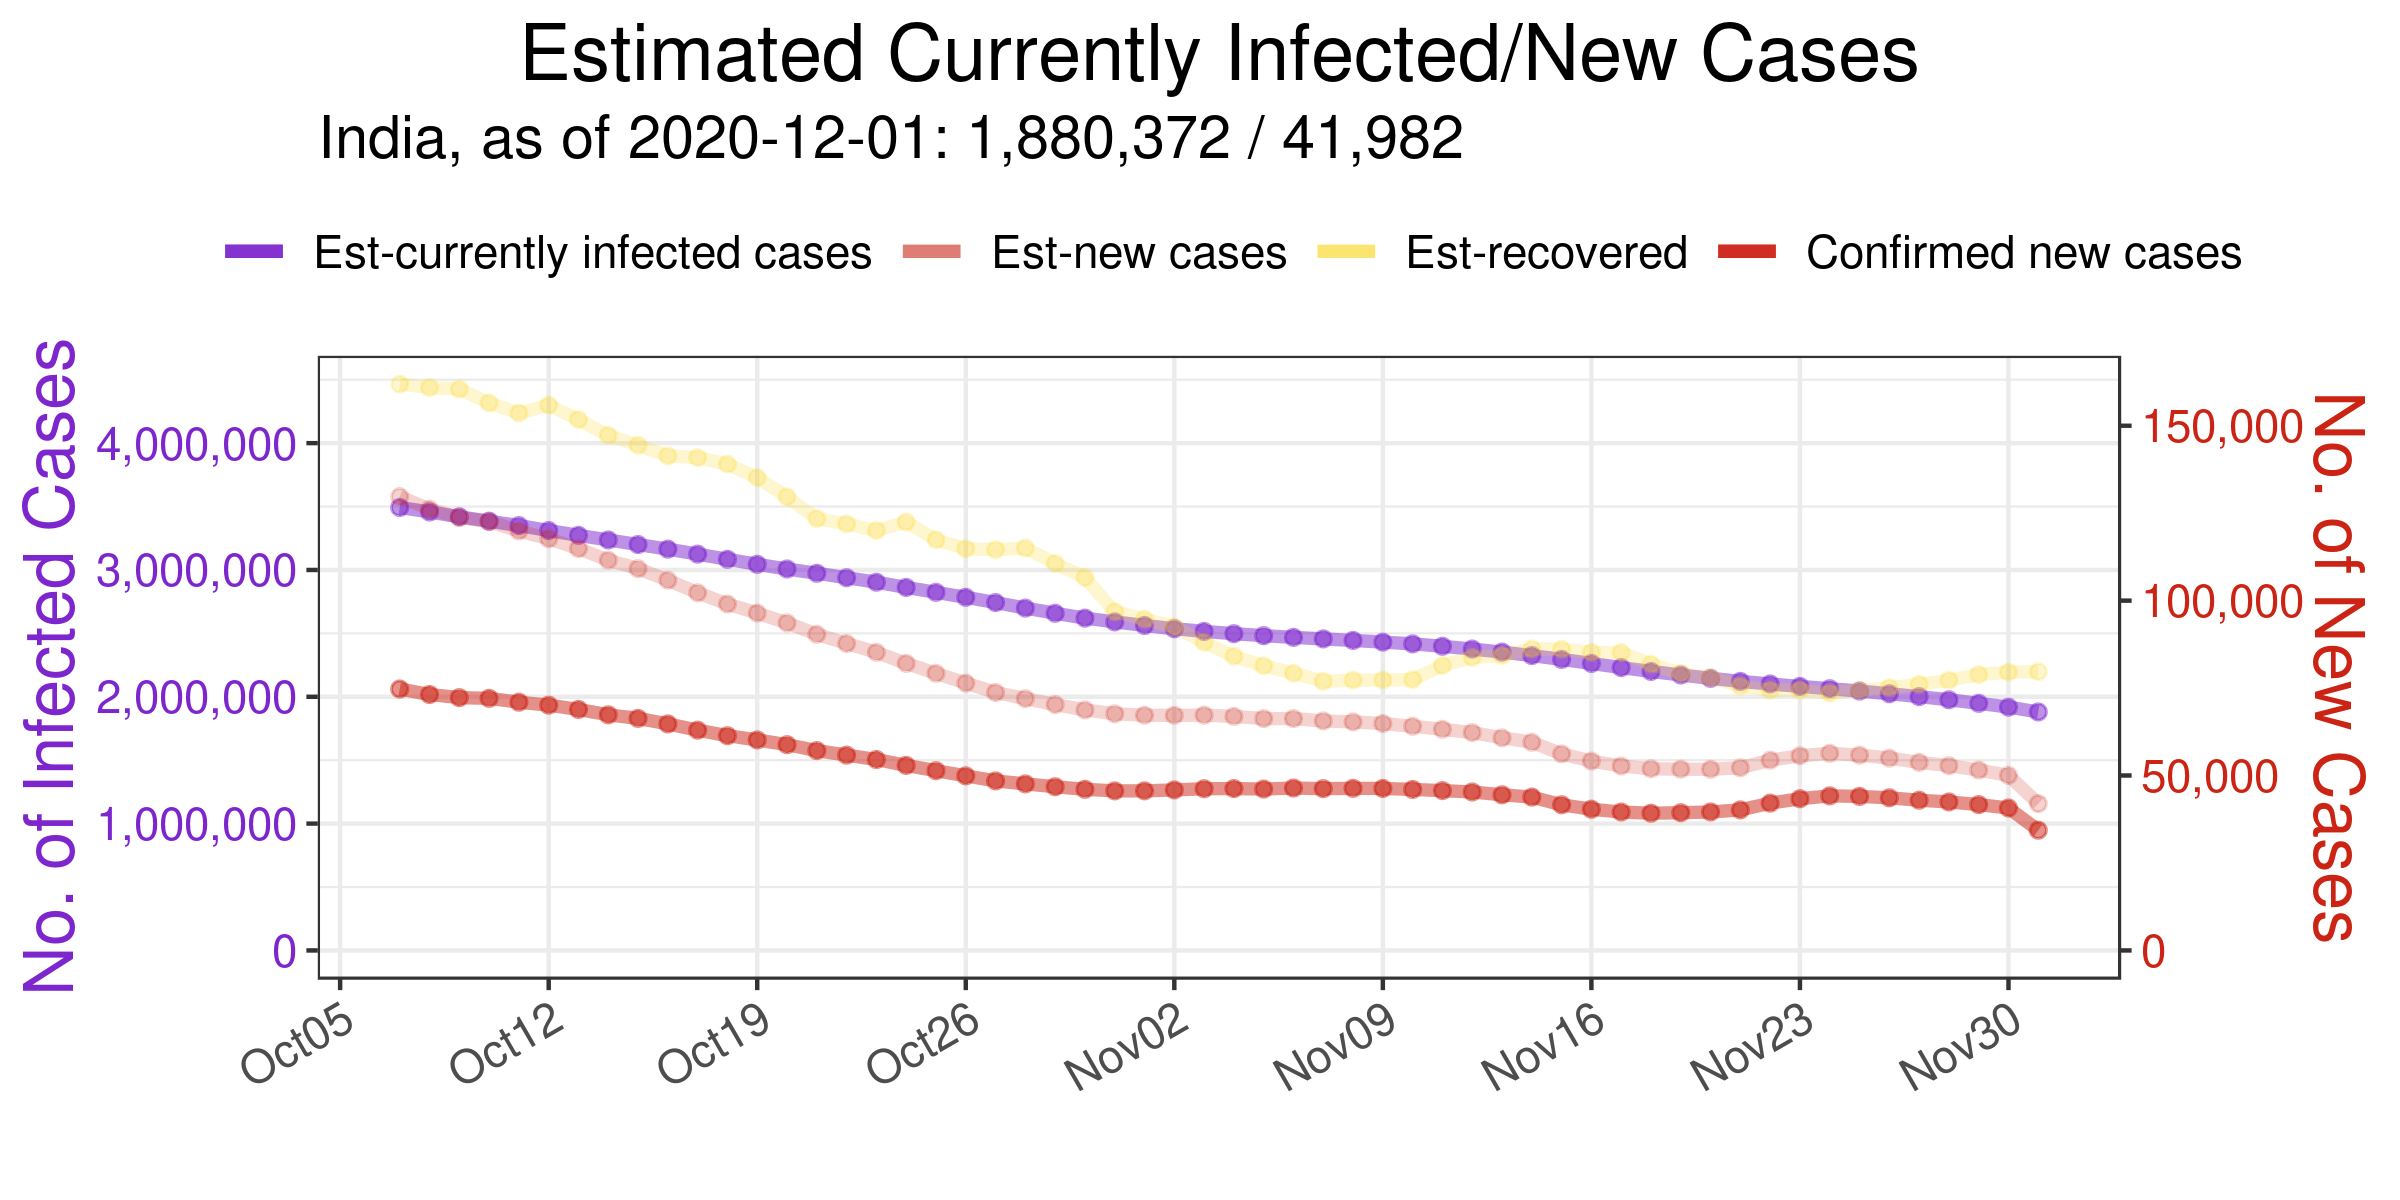 Estimated Currently Infected/New Cases
India, as of 2020-12-01: 1,880,372 / 41,982
Est-currently infected cases Est-new cases Est-recovered Confirmed new cases
No. of Infected Cases
4,000,000
3,000,000
2,000,000
1,000,000
0
150,000
100,000
50,000
0
No. of New Cases
Oct05 Oct12 Oct19 Oct26 Nov02 Nov09 Nov16 Nov23 Nov30